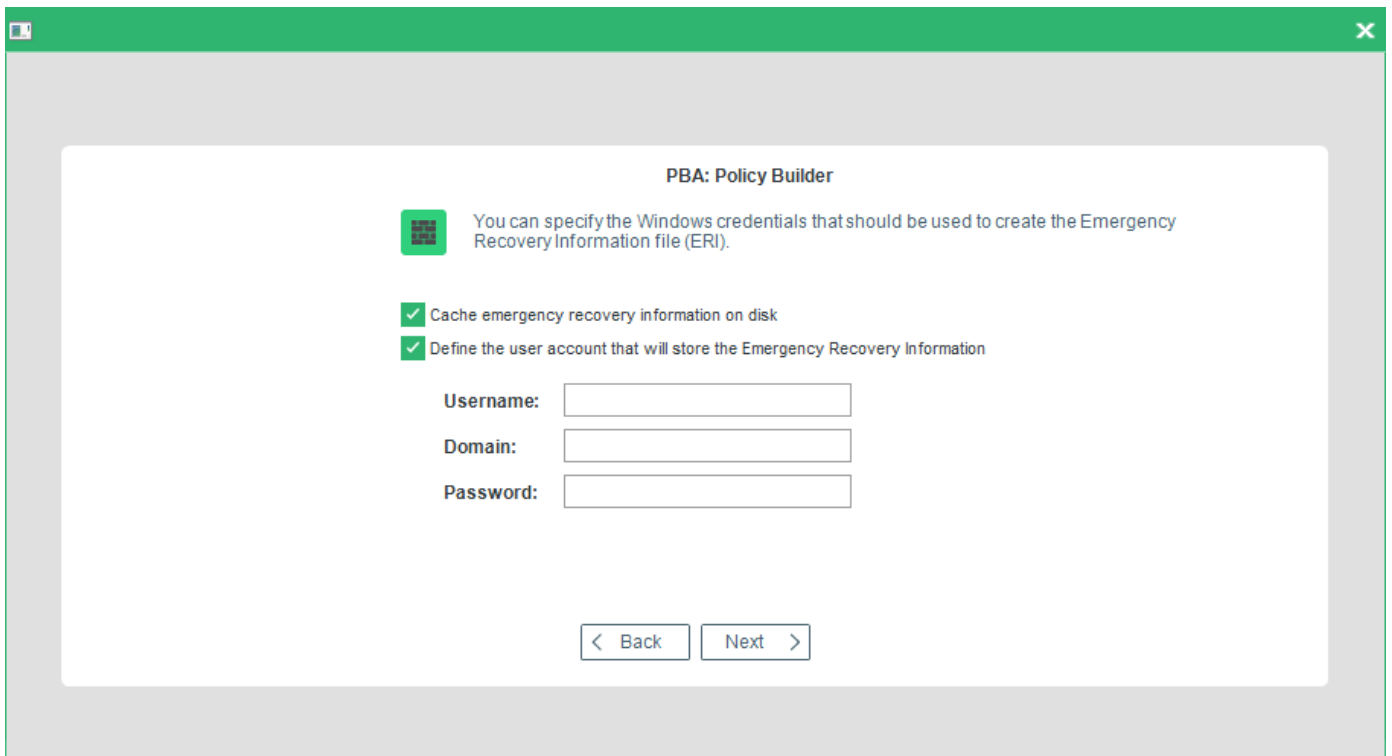 PBA: Policy Builder
You can specify the Windows credentials that should be used to create the Emergency
Recovery Information file (ERI).
Cache emergency recovery information on disk
Define the user account that will store the Emergency Recovery Information
Username:
Domain:
Password:
Back
Next